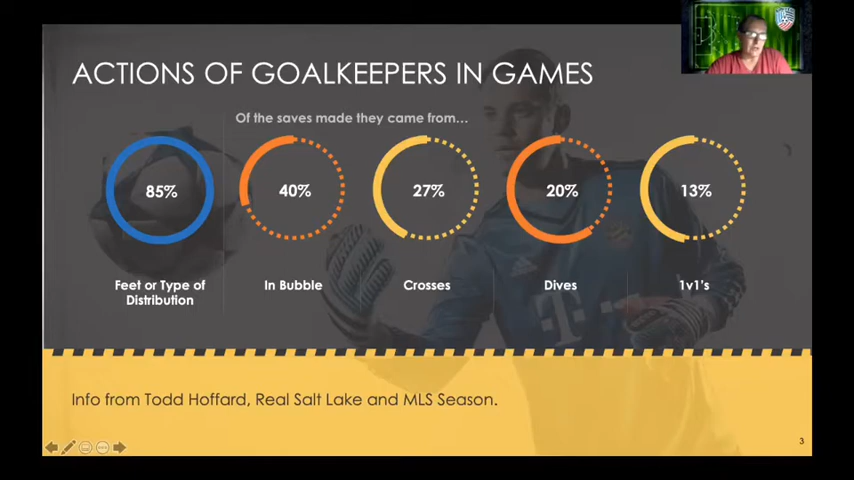 ACTIONS OF GOALKEEPERS IN GAMES
Of the saves made they came from...
85%
40%
27%
20%
13%
Feet or Type of
Distribution
In Bubble
Crosses
Dives
1v1's
Info from Todd Hoffard, Real Salt Lake and MLS Season.
3